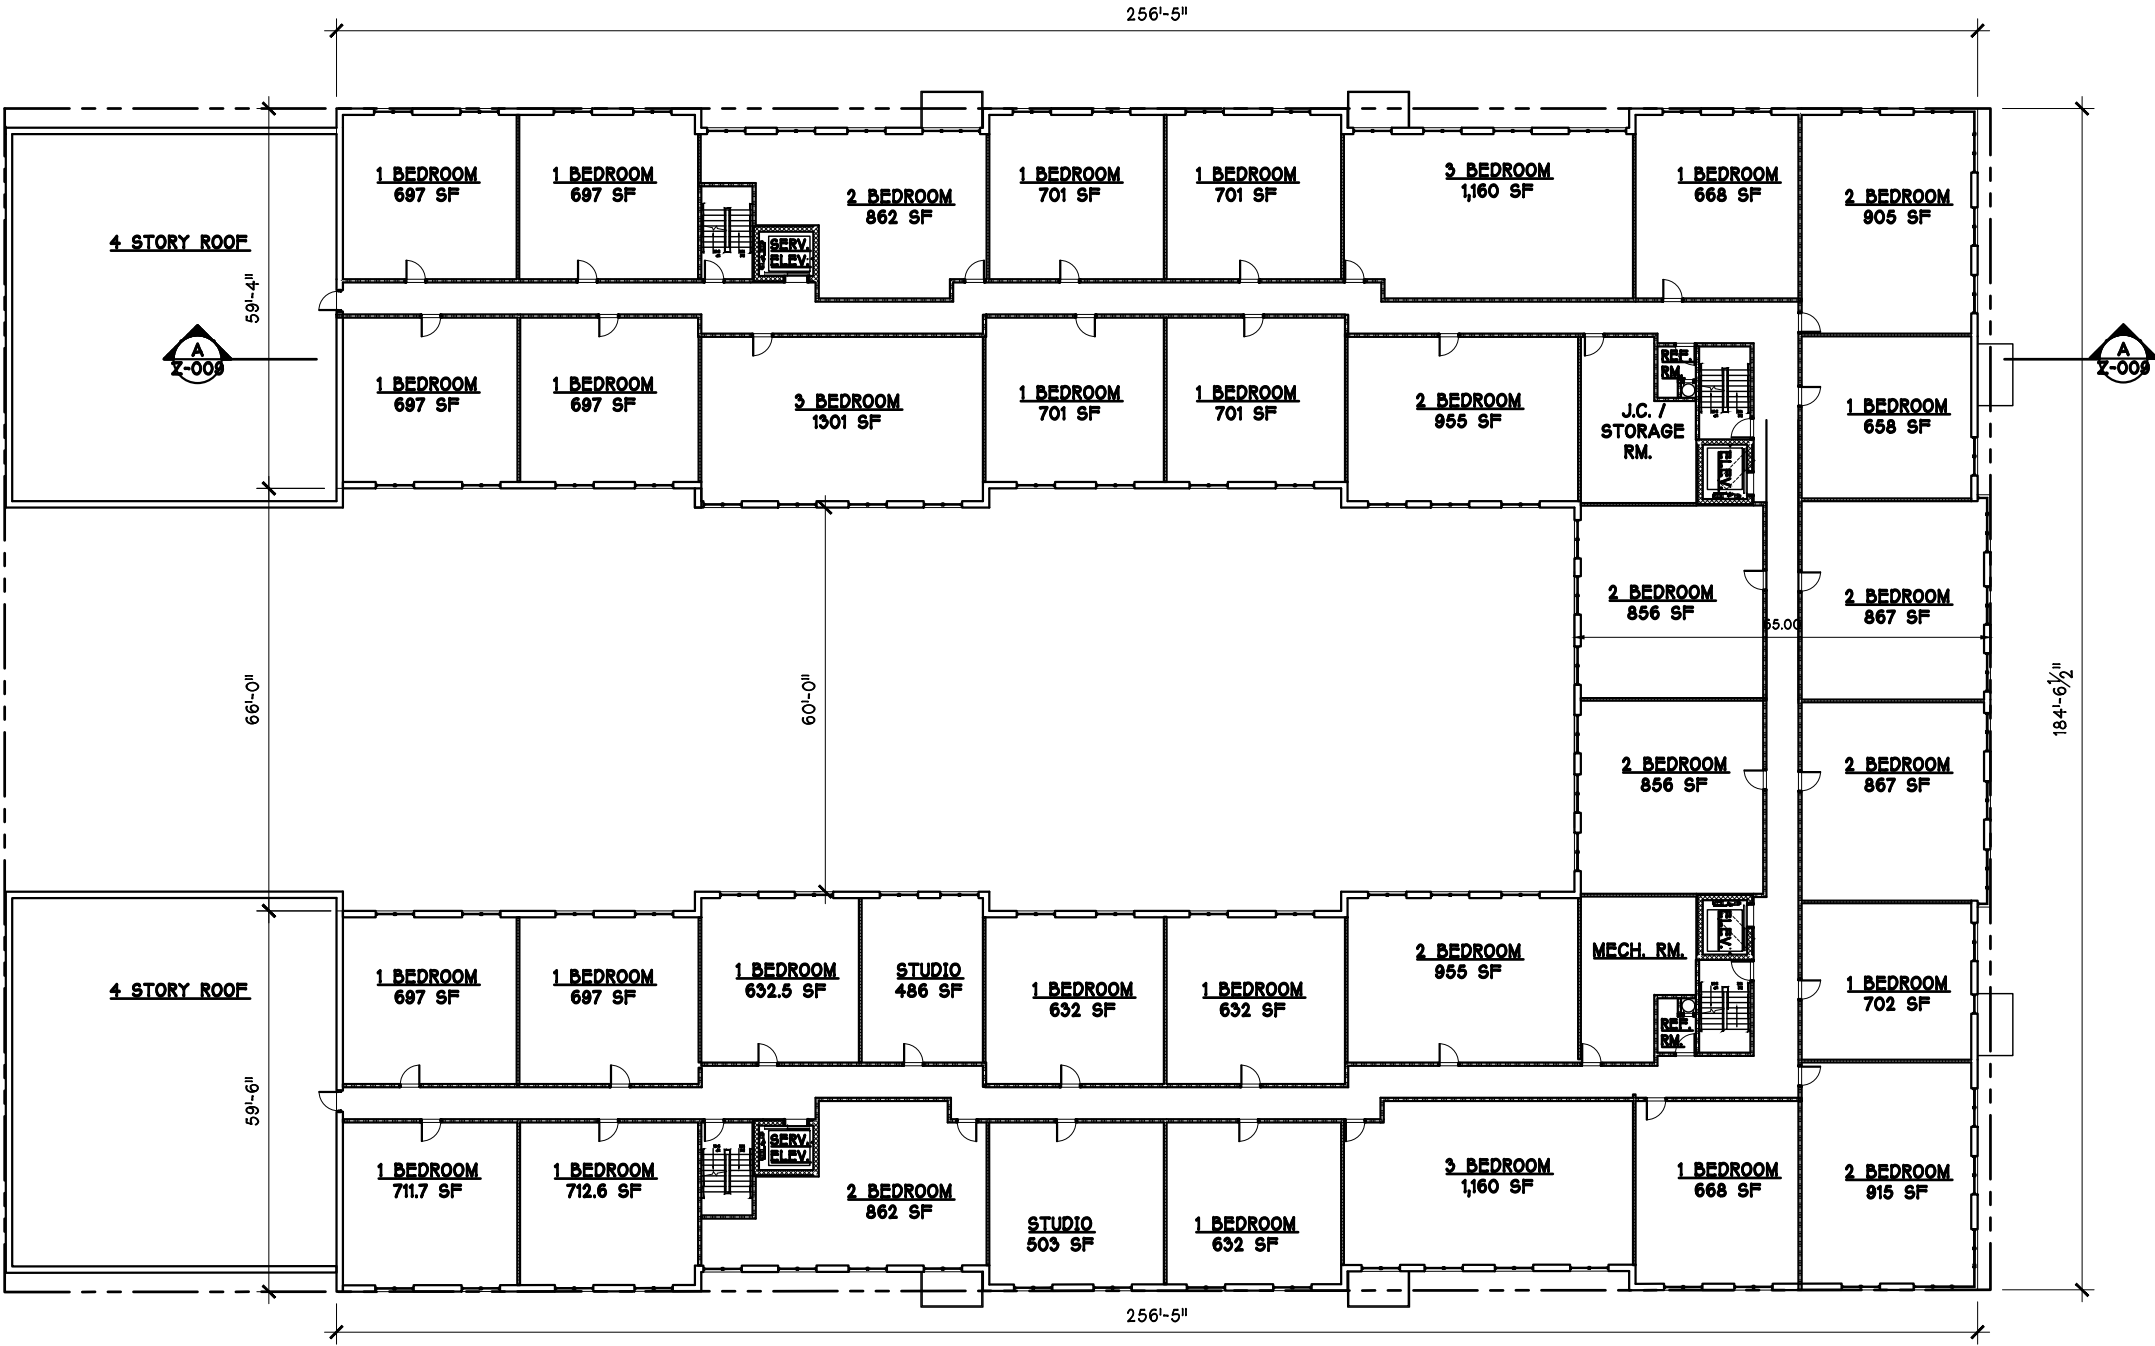 256'-5"
1 BEDROOM
697 SF
1 BEDROOM
697 SF
2 BEDROOM
862 SF
1 BEDROOM
701 SF
1 BEDROOM
701 SF
3 BEDROOM
1,160 SF
1 BEDROOM
668 SF
2 BEDROOM
905 SF
4 STORY ROOF
SERV.
ELEV.
59'-4"
A
Z-009
1 BEDROOM
697 SF
1 BEDROOM
697 SF
3 BEDROOM
1301 SF
1 BEDROOM
701 SF
1 BEDROOM
701 SF
2 BEDROOM
955 SF
REF.
RM.
J.C. /
STORAGE
RM.
ELEV.
1 BEDROOM
658 SF
A
Z-009
2 BEDROOM
856 SF
2 BEDROOM
867 SF
66'-0"
60'-0"
184'-6½"
2 BEDROOM
856 SF
2 BEDROOM
867 SF
4 STORY ROOF
1 BEDROOM
697 SF
1 BEDROOM
697 SF
1 BEDROOM
632.5 SF
STUDIO
486 SF
1 BEDROOM
632 SF
1 BEDROOM
632 SF
2 BEDROOM
955 SF
MECH. RM.
ELEV.
REF.
RM.
1 BEDROOM
702 SF
59'-6"
1 BEDROOM
711.7 SF
1 BEDROOM
712.6 SF
SERV.
ELEV.
2 BEDROOM
862 SF
STUDIO
503 SF
1 BEDROOM
632 SF
3 BEDROOM
1,160 SF
1 BEDROOM
668 SF
2 BEDROOM
915 SF
256'-5"